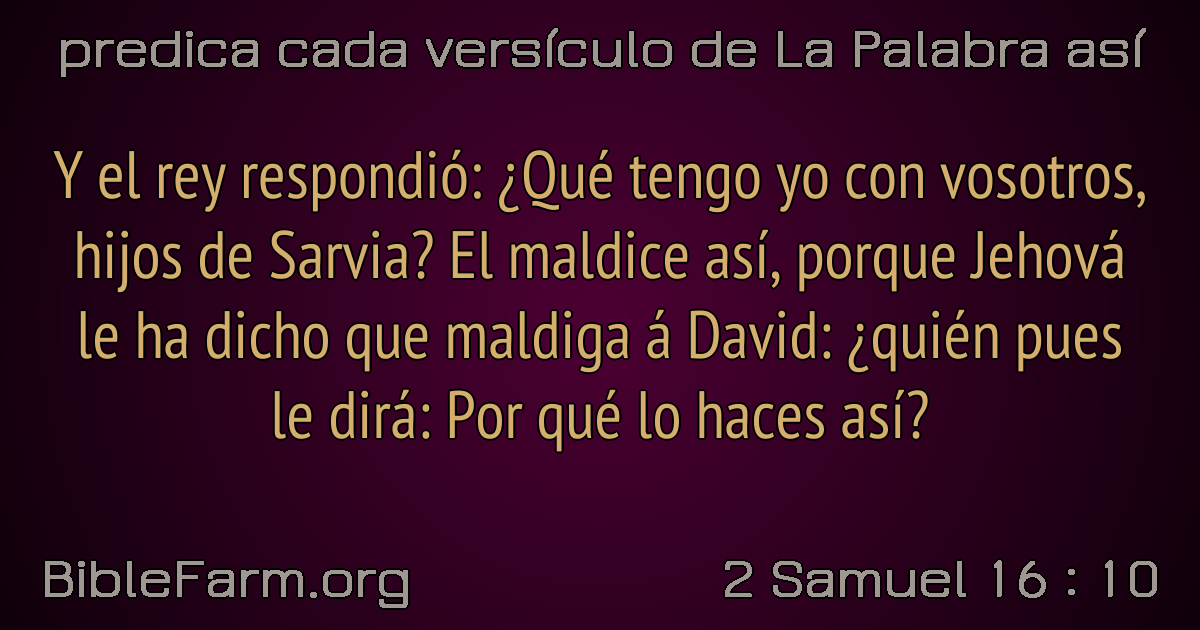 predica cada versículo de La Palabra así
Y el rey respondió: ¿Qué tengo yo con vosotros,
hijos de Sarvia? El maldice así, porque Jehová
le ha dicho que maldiga á David: ¿quién pues
le dirá: Por qué lo haces así?
BibleFarm.org
2 Samuel 16 : 10